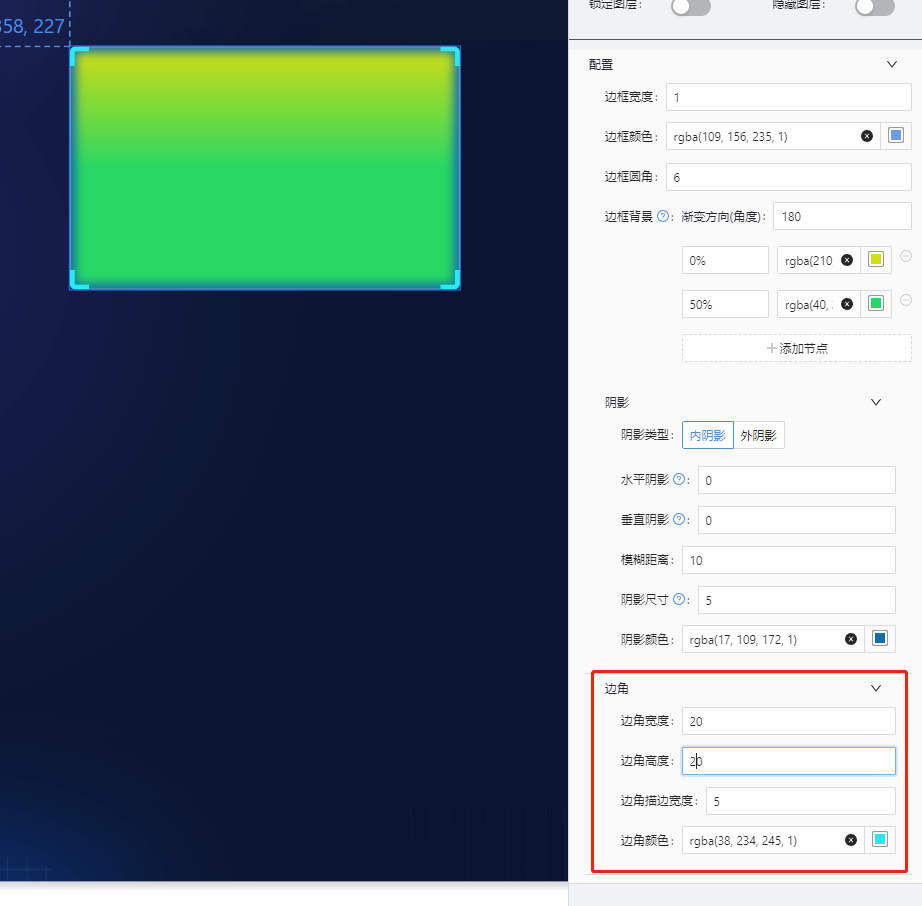 锁定图层:
隐藏图层:
358, 227
配置
边框宽度: 1
边框颜色: rgba(109, 156, 235, 1)
边框圆角: 6
边框背景 ? : 渐变方向(角度): 180
0% rgba(210
50% rgba(40,
+ 添加节点
阴影
阴影类型: 内阴影 外阴影
水平阴影 ? : 0
垂直阴影 ? : 0
模糊距离: 10
阴影尺寸 ? : 5
阴影颜色: rgba(17, 109, 172, 1)
边角
边角宽度: 20
边角高度: 20
边角描边宽度: 5
边角颜色: rgba(38, 234, 245, 1)